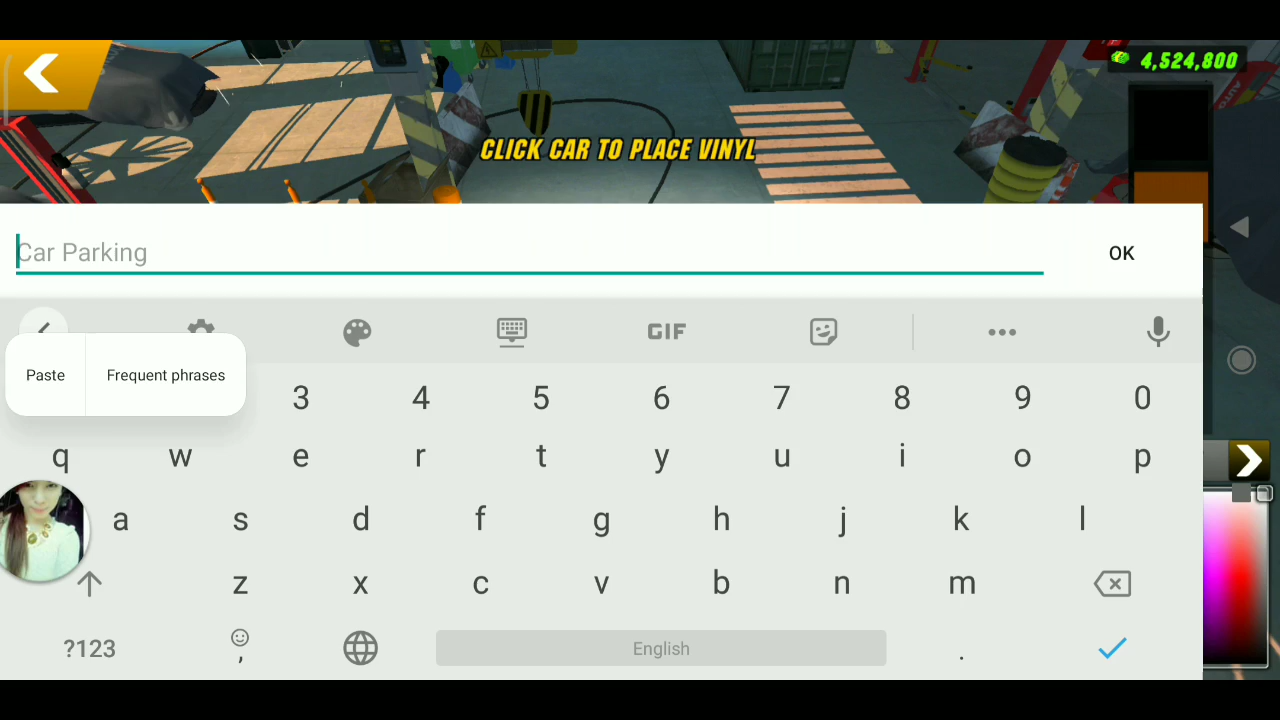 4,524,800
AUTO
CLICK CAR TO PLACE VINYL
Car Parking
OK
GIF
Paste
Frequent phrases
3 4 5 6 7 8 9 0
q w e r t y u i o p
a s d f g h j k l
z x c v b n m
?123 , English .